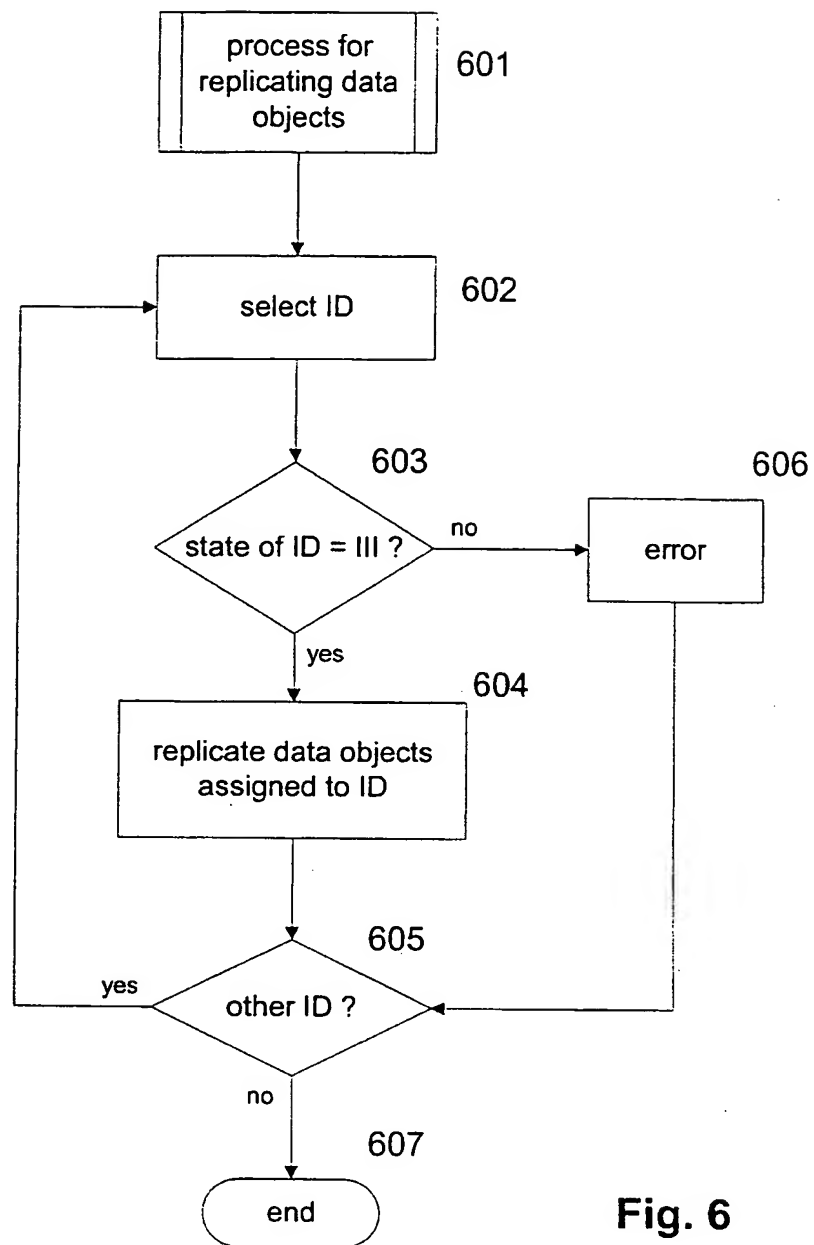 process for
replicating data
objects
601
select ID
602
603
606
state of ID = III ?
no
error
yes
604
replicate data objects
assigned to ID
605
yes
other ID ?
no
607
end
Fig. 6